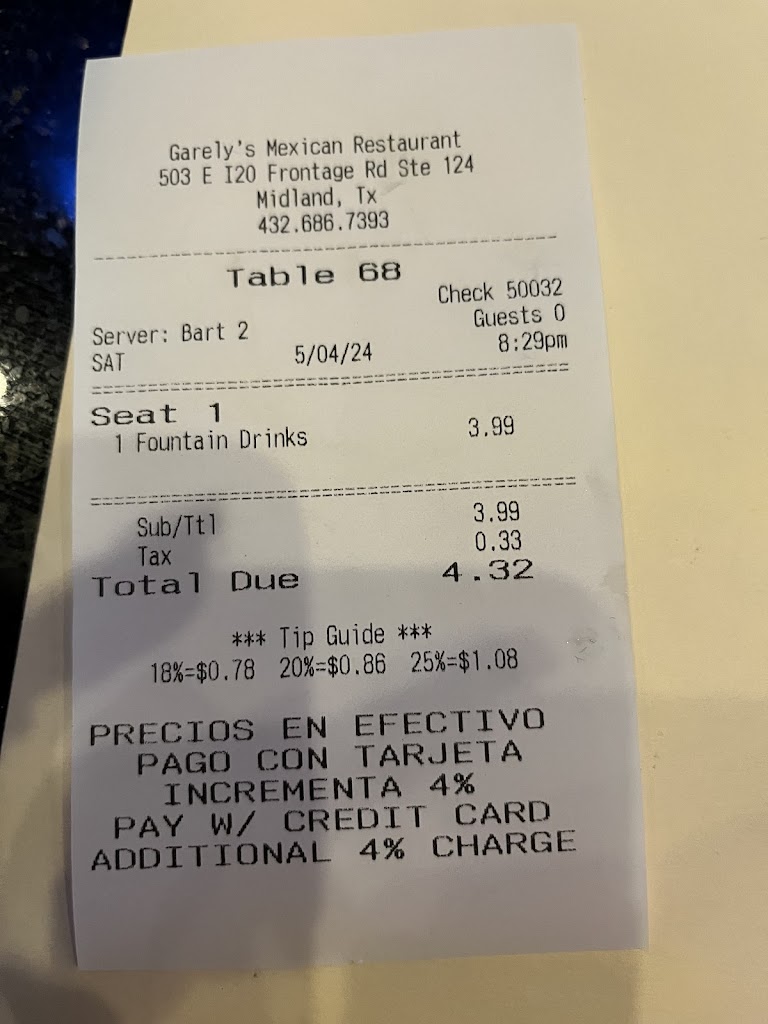 Garely's Mexican Restaurant
503 E I20 Frontage Rd Ste 124
Midland, Tx
432.686.7393
Table 68
Check 50032
Server: Bart 2 Guests 0
SAT 5/04/24 8:29pm
Seat 1
1 Fountain Drinks 3.99
Sub/Ttl 3.99
Tax 0.33
Total Due 4.32
*** Tip Guide ***
18%=$0.78 20%=$0.86 25%=$1.08
PRECIOS EN EFECTIVO
PAGO CON TARJETA
INCREMENTA 4%
PAY W/ CREDIT CARD
ADDITIONAL 4% CHARGE